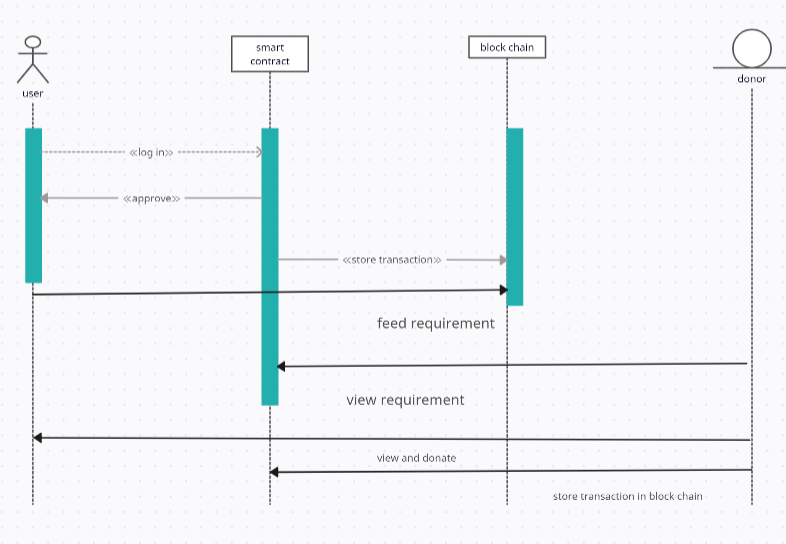 smart
contract
block chain
user
donor
«log in»
«approve»
«store transaction»
feed requirement
view requirement
view and donate
store transaction in block chain